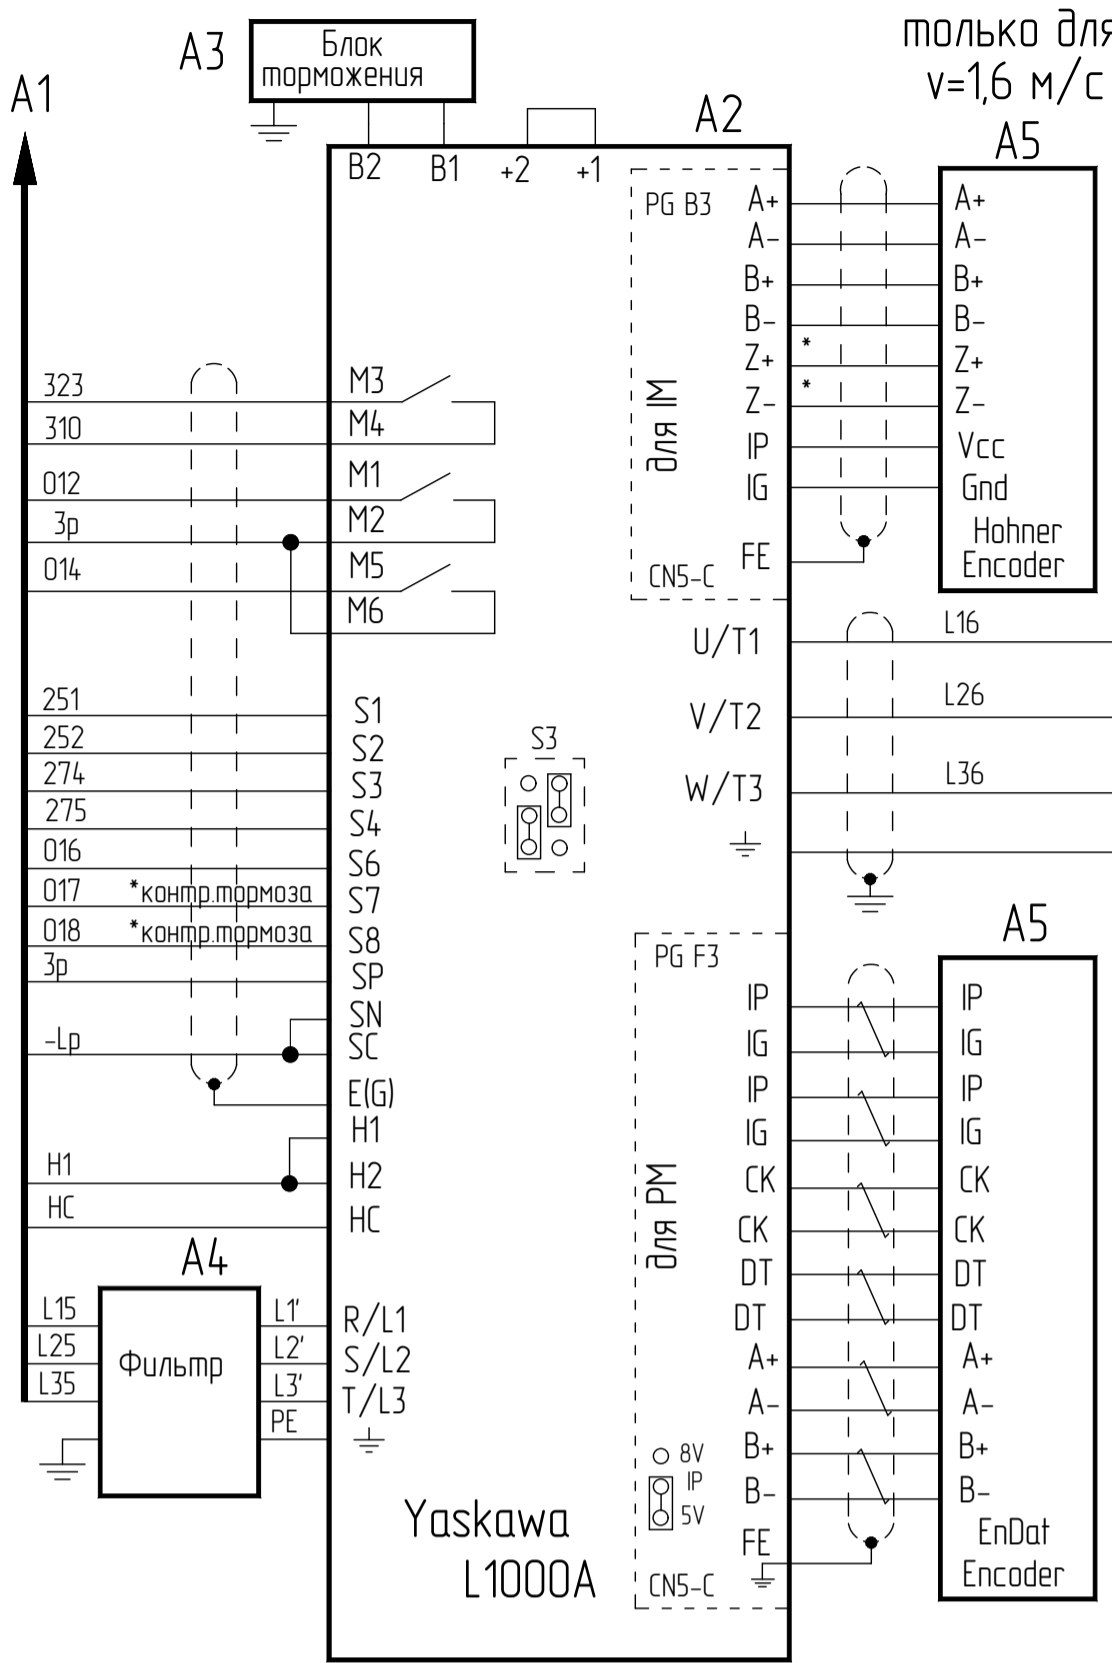 только для
v=1,6 м/с
A3
Блок
торможения
A1
A2
A5
B2
B1
+2
+1
PG B3
A+
A-
B+
B-
Z+
*
Z-
*
IP
IG
FE
для IM
CN5-C
A+
A-
B+
B-
Z+
Z-
Vcc
Gnd
Hohner
Encoder
323
M3
310
M4
012
M1
3p
M2
014
M5
M6
U/T1
L16
V/T2
L26
W/T3
L36
251
S1
252
S2
274
S3
275
S4
016
S6
017
*контр.тормоза
S7
018
*контр.тормоза
S8
3p
SP
SN
-Lp
SC
E(G)
H1
H1
H2
HC
HC
S3
A4
L15
L25
L35
Фильтр
L1'
L2'
L3'
PE
R/L1
S/L2
T/L3
Yaskawa
L1000A
A5
PG F3
IP
IG
IP
IG
CK
CK
DT
DT
A+
A-
B+
B-
FE
для PM
8V
IP
5V
CN5-C
IP
IG
IP
IG
CK
CK
DT
DT
A+
A-
B+
B-
EnDat
Encoder